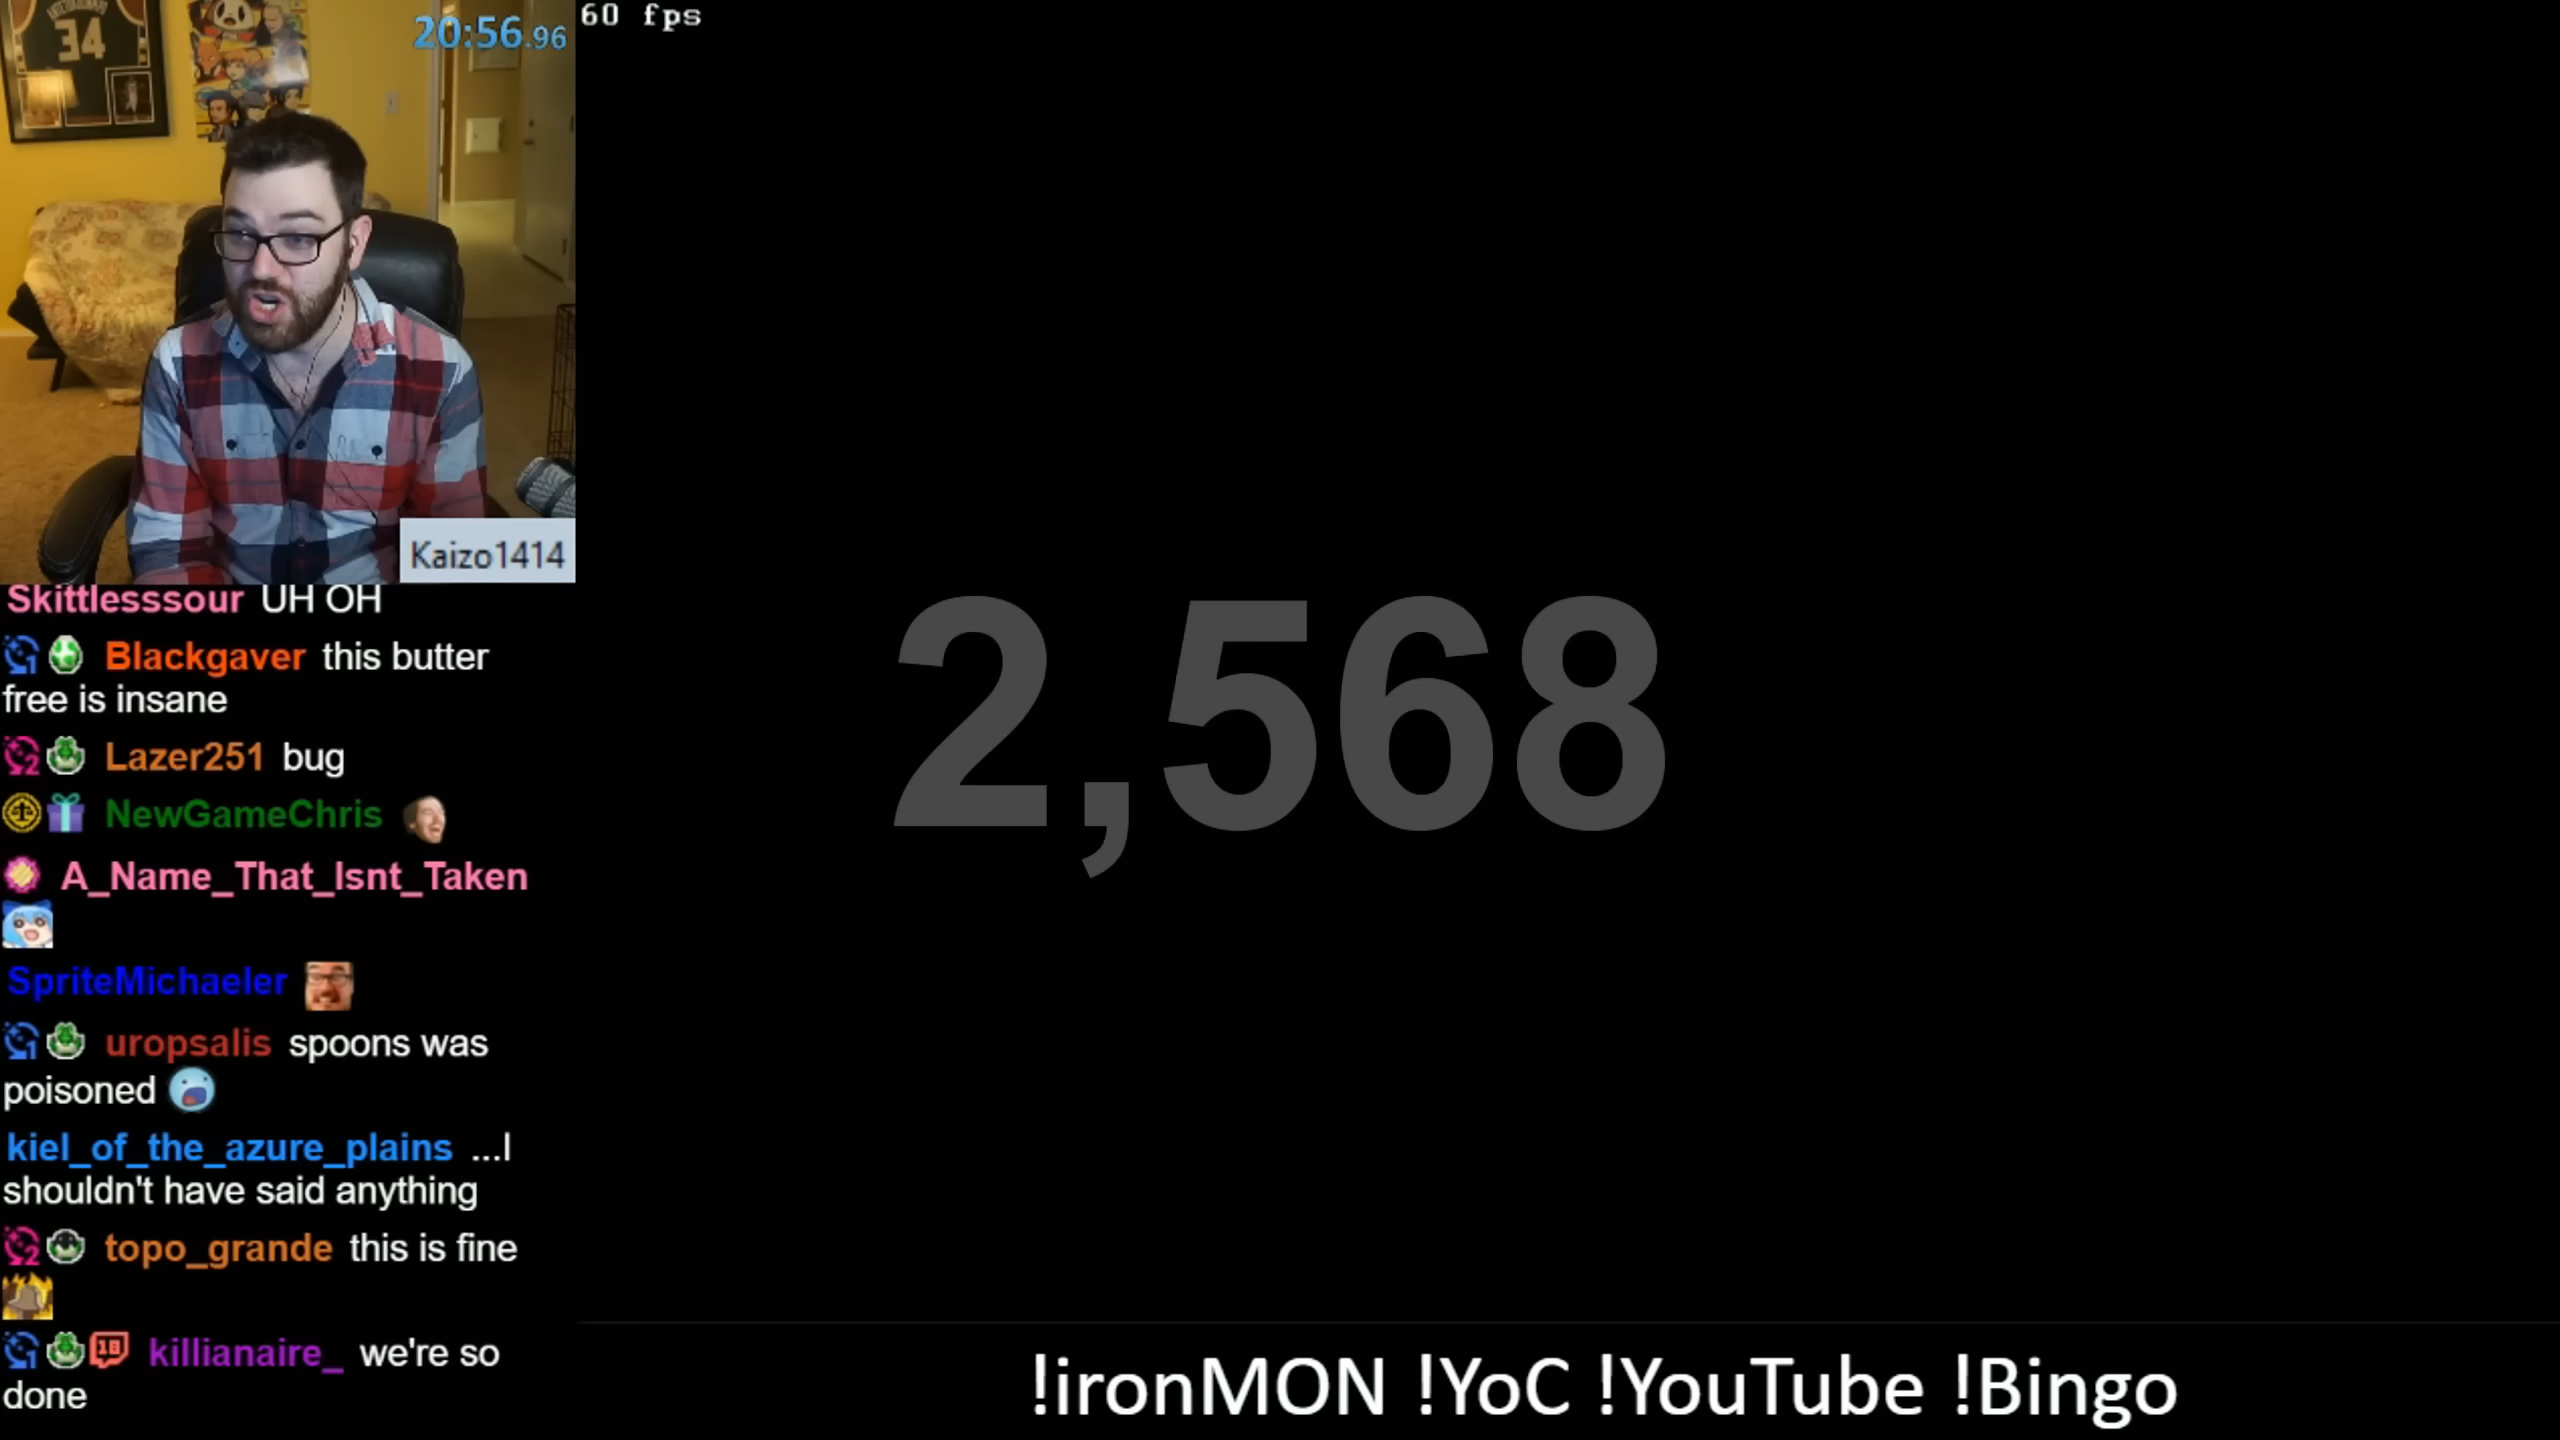 34
20:56.96
60 fps
Kaizo1414
Skittlesssour UH OH
Blackgaver this butter
free is insane
Lazer251 bug
NewGameChris
A_Name_That_Isnt_Taken
SpriteMichaeler
uropsalis spoons was
poisoned
kiel_of_the_azure_plains ...I
shouldn't have said anything
topo_grande this is fine
killianaire_ we're so
done
2,568
!ironMON !YoC !YouTube !Bingo